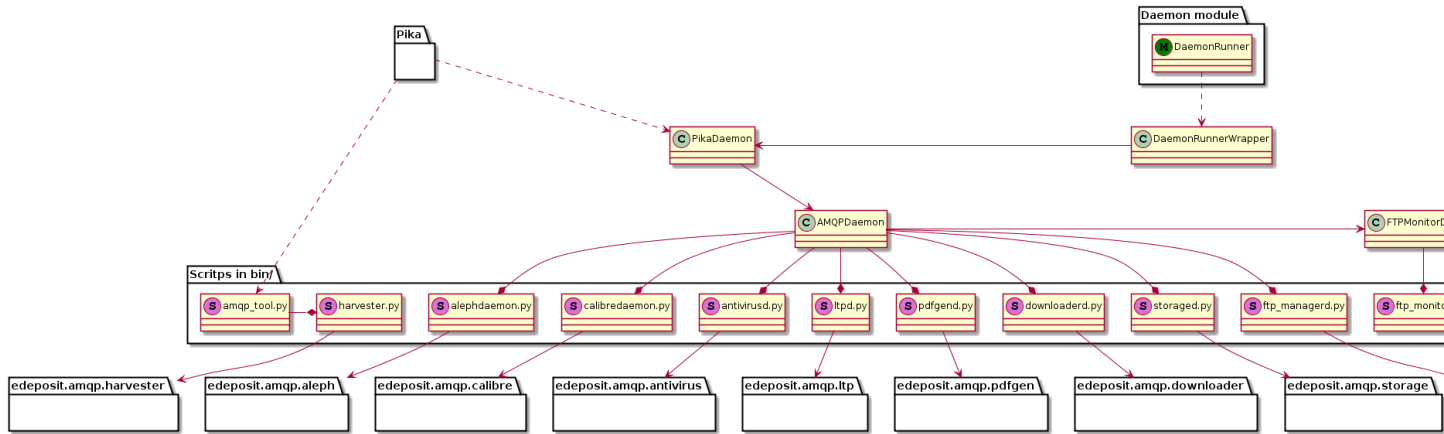 Daemon module
M DaemonRunner
Pika
C PikaDaemon
C DaemonRunnerWrapper
C AMQPDaemon
C FTPMonitorD
Scritps in bin
S amqp_tool.py
S harvester.py
S alephdaemon.py
S calibredaemon.py
S antivirusd.py
S ltpd.py
S pdfgend.py
S downloaderd.py
S storaged.py
S ftp_managerd.py
S ftp_monito
edeposit.amqp.harvester
edeposit.amqp.aleph
edeposit.amqp.calibre
edeposit.amqp.antivirus
edeposit.amqp.ltp
edeposit.amqp.pdfgen
edeposit.amqp.downloader
edeposit.amqp.storage